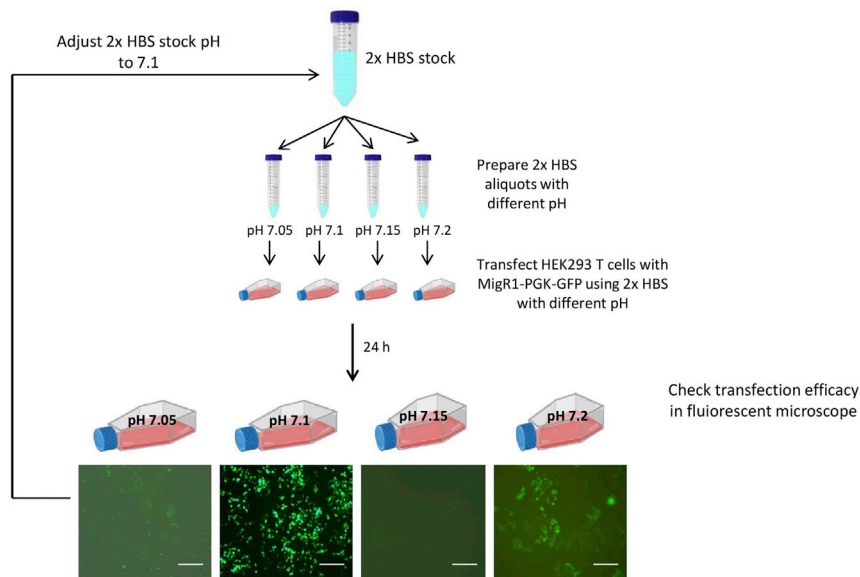 Adjust 2x HBS stock pH
to 7.1
2x HBS stock
Prepare 2x HBS
aliquots with
different pH
pH 7.05 pH 7.1 pH 7.15 pH 7.2
Transfect HEK293 T cells with
MigR1-PGK-GFP using 2x HBS
with different pH
24 h
Check transfection efficacy
in fluiorescent microscope
pH 7.05 pH 7.1 pH 7.15 pH 7.2